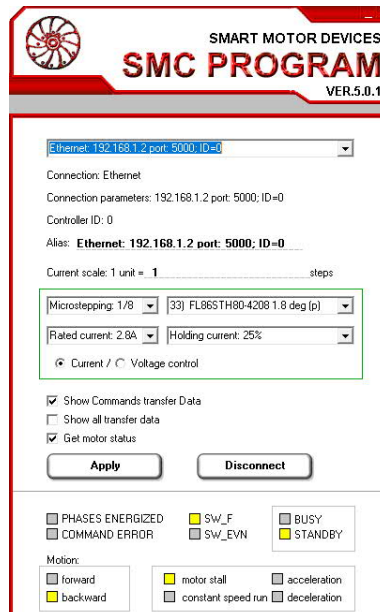 SMART MOTOR DEVICES
SMC PROGRAM
VER.5.0.1
Ethernet: 192.168.1.2 port: 5000; ID=0
Connection: Ethernet
Connection parameters: 192.168.1.2 port: 5000; ID=0
Controller ID: 0
Alias: Ethernet: 192.168.1.2 port: 5000; ID=0
Current scale: 1 unit = 1 steps
Microstepping: 1/8 33) FL86STH80-4208 1.8 deg (p)
Rated current: 2.8A Holding current: 25%
Current / Voltage control
Show Commands transfer Data
Show all transfer data
Get motor status
Apply Disconnect
PHASES ENERGIZED SW_F BUSY
COMMAND ERROR SW_EVN STANDBY
Motion:
forward motor stall acceleration
backward constant speed run deceleration